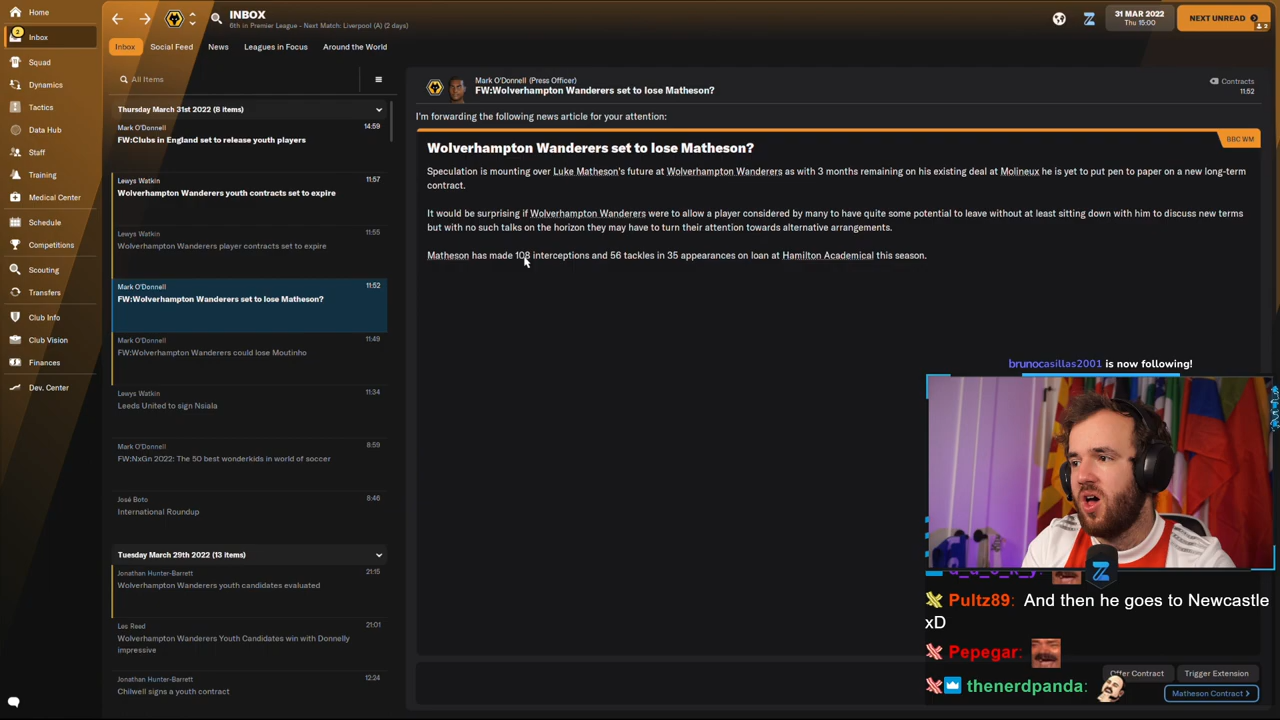 Home
INBOX
6th in Premier League - Next Match: Liverpool (A) (2 days)
31 MAR 2022
Thu 15:00
NEXT UNREAD
2
2
Inbox
Squad
Dynamics
Tactics
Data Hub
Staff
Training
Medical Center
Schedule
Competitions
Scouting
Transfers
Club Info
Club Vision
Finances
Dev. Center
Inbox Social Feed News Leagues in Focus Around the World
All Items
Thursday March 31st 2022 (8 items)
Mark O'Donnell 14:59
FW:Clubs in England set to release youth players
Lewys Watkin 11:57
Wolverhampton Wanderers youth contracts set to expire
Lewys Watkin 11:55
Wolverhampton Wanderers player contracts set to expire
Mark O'Donnell 11:52
FW:Wolverhampton Wanderers set to lose Matheson?
Mark O'Donnell 11:49
FW:Wolverhampton Wanderers could lose Moutinho
Lewys Watkin 11:34
Leeds United to sign Nsiala
Mark O'Donnell 8:59
FW:NxGn 2022: The 50 best wonderkids in world of soccer
José Boto 8:46
International Roundup
Tuesday March 29th 2022 (13 items)
Jonathan Hunter-Barrett 21:15
Wolverhampton Wanderers youth candidates evaluated
Les Reed 21:01
Wolverhampton Wanderers Youth Candidates win with Donnelly
impressive
Jonathan Hunter-Barrett 12:24
Chilwell signs a youth contract
Mark O'Donnell (Press Officer)
FW:Wolverhampton Wanderers set to lose Matheson?
Contracts
11:52
I'm forwarding the following news article for your attention:
BBC WM
Wolverhampton Wanderers set to lose Matheson?
Speculation is mounting over Luke Matheson's future at Wolverhampton Wanderers as with 3 months remaining on his existing deal at Molineux he is yet to put pen to paper on a new long-term
contract.
It would be surprising if Wolverhampton Wanderers were to allow a player considered by many to have quite some potential to leave without at least sitting down with him to discuss new terms
but with no such talks on the horizon they may have to turn their attention towards alternative arrangements.
Matheson has made 108 interceptions and 56 tackles in 35 appearances on loan at Hamilton Academical this season.
brunocasillas2001 is now following!
Pultz89: And then he goes to Newcastle
xD
Pepegar:
thenerdpanda:
Offer Contract
Trigger Extension
Matheson Contract